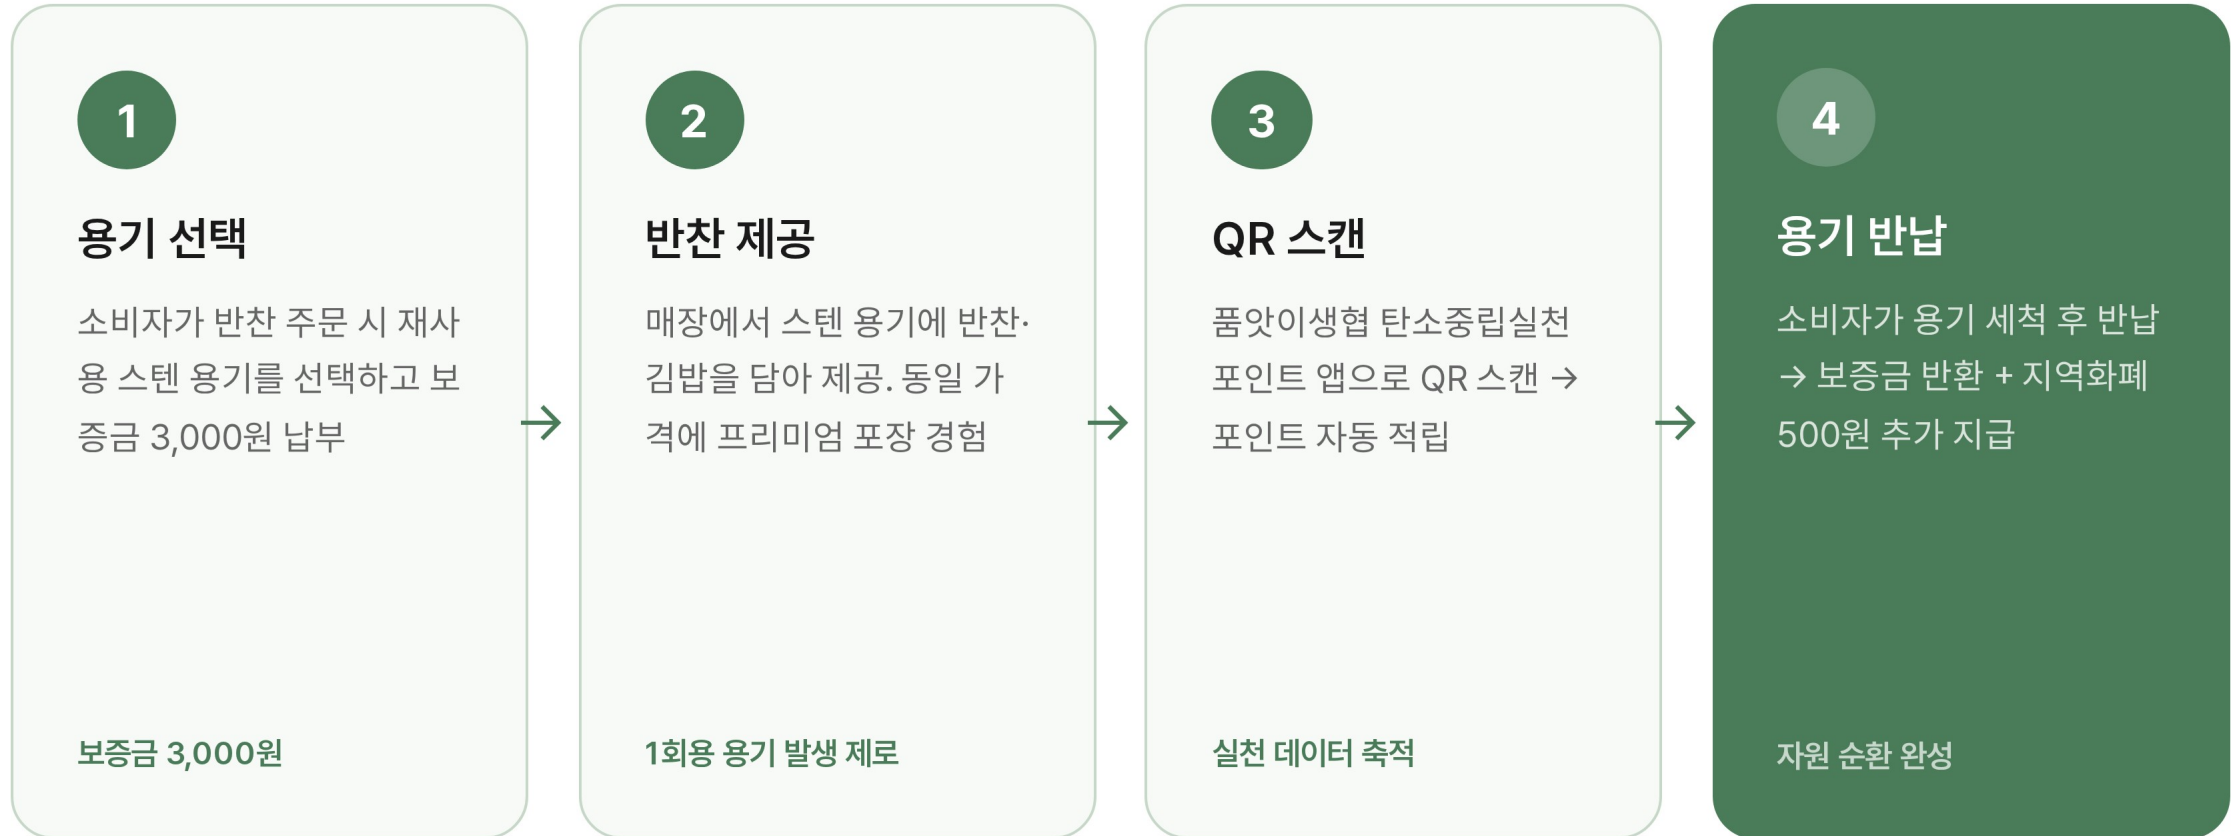 1
용기 선택
소비자가 반찬 주문 시 재사
용 스텐 용기를 선택하고 보
증금 3,000원 납부
보증금 3,000원
→
2
반찬 제공
매장에서 스텐 용기에 반찬·
김밥을 담아 제공. 동일 가
격에 프리미엄 포장 경험
1회용 용기 발생 제로
→
3
QR 스캔
품앗이생협 탄소중립실천
포인트 앱으로 QR 스캔 →
포인트 자동 적립
실천 데이터 축적
→
4
용기 반납
소비자가 용기 세척 후 반납
→ 보증금 반환 + 지역화폐
500원 추가 지급
자원 순환 완성